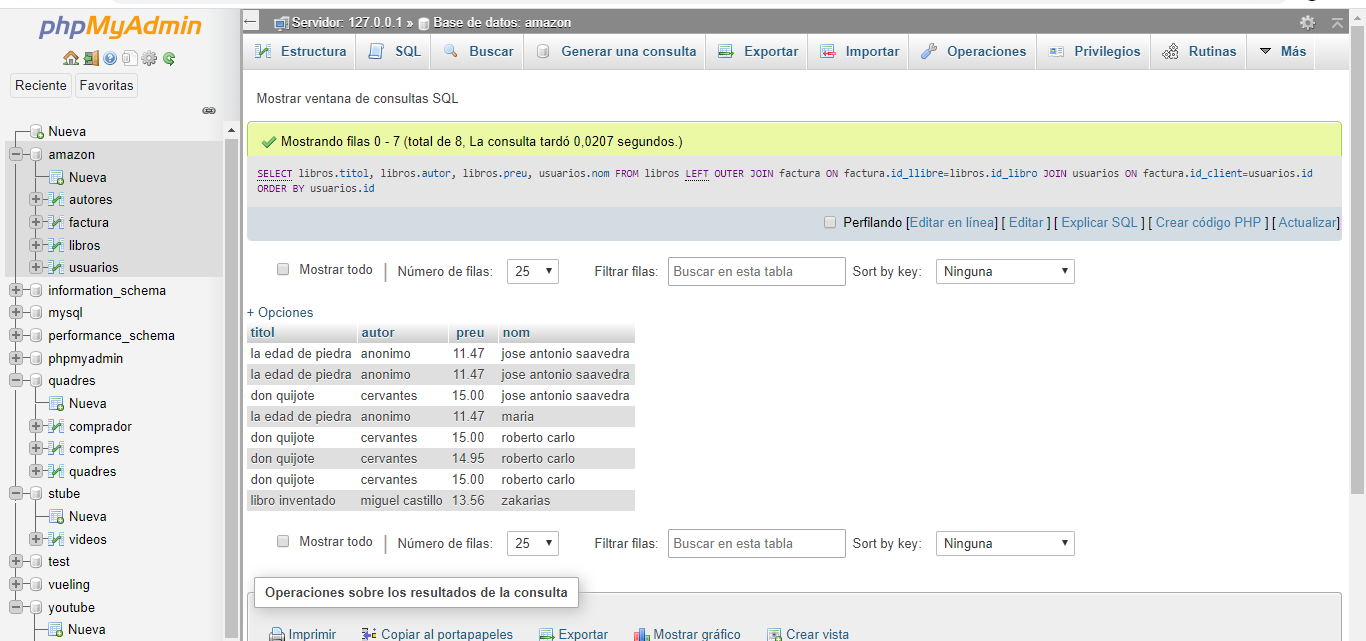 phpMyAdmin
Reciente Favoritas
Nueva
amazon
Nueva
autores
factura
libros
usuarios
information_schema
mysql
performance_schema
phpmyadmin
quadres
Nueva
comprador
compres
quadres
stube
Nueva
videos
test
vueling
youtube
Nueva
Servidor: 127.0.0.1 » Base de datos: amazon
Estructura SQL Buscar Generar una consulta Exportar Importar Operaciones Privilegios Rutinas Más
Mostrar ventana de consultas SQL
Mostrando filas 0 - 7 (total de 8, La consulta tardó 0,0207 segundos.)
SELECT libros.titol, libros.autor, libros.preu, usuarios.nom FROM libros LEFT OUTER JOIN factura ON factura.id_llibre=libros.id_libro JOIN usuarios ON factura.id_client=usuarios.id
ORDER BY usuarios.id
Perfilando [Editar en línea] [ Editar ] [ Explicar SQL ] [ Crear código PHP ] [ Actualizar]
Mostrar todo | Número de filas: 25 Filtrar filas: Buscar en esta tabla Sort by key: Ninguna
+ Opciones
titol autor preu nom
la edad de piedra anonimo 11.47 jose antonio saavedra
la edad de piedra anonimo 11.47 jose antonio saavedra
don quijote cervantes 15.00 jose antonio saavedra
la edad de piedra anonimo 11.47 maria
don quijote cervantes 15.00 roberto carlo
don quijote cervantes 14.95 roberto carlo
don quijote cervantes 15.00 roberto carlo
libro inventado miguel castillo 13.56 zakarias
Mostrar todo | Número de filas: 25 Filtrar filas: Buscar en esta tabla Sort by key: Ninguna
Operaciones sobre los resultados de la consulta
Imprimir Copiar al portapapeles Exportar Mostrar gráfico Crear vista